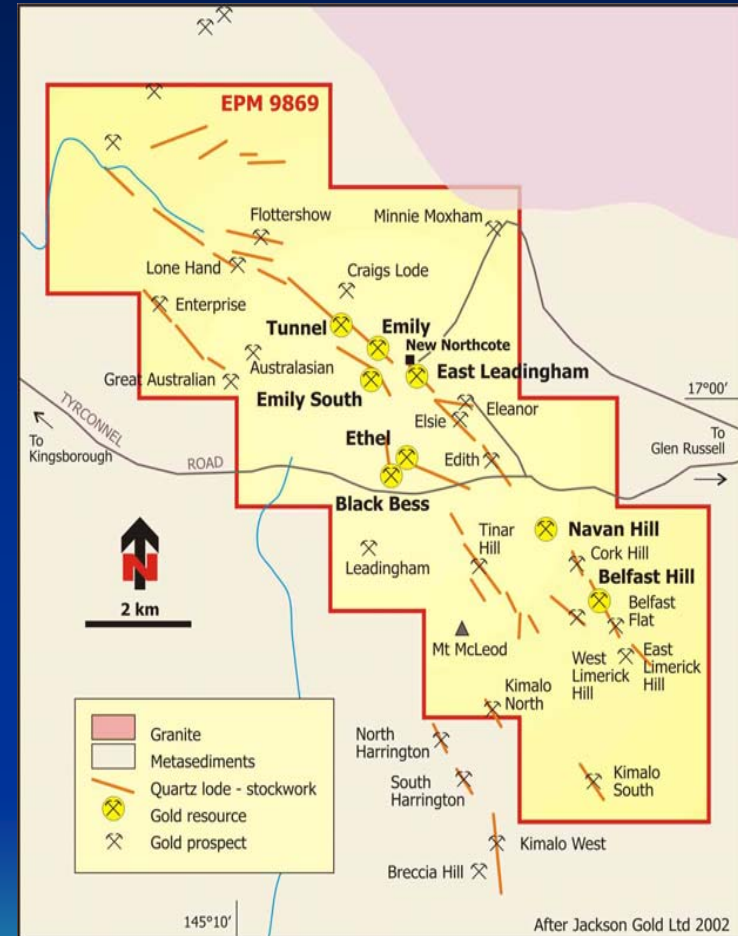 EPM 9869
Flottershow
Minnie Moxham
Lone Hand
Craigs Lode
Enterprise
Tunnel
Emily
New Northcote
Australasian
East Leadingham
Great Australian
17°00'
Emily South
Eleanor
TYRCONNEL
Elsie
To
Glen Russell
Ethel
To
Kingsborough
ROAD
Edith
Black Bess
Tinar
Hill
Navan Hill
Cork Hill
Leadingham
Belfast Hill
Belfast
Flat
N
2 km
Mt McLeod
West
Limerick
Hill
East
Limerick
Hill
Kimalo
North
Granite
North
Harrington
Metasediments
Quartz lode - stockwork
South
Harrington
Kimalo
South
Gold resource
Gold prospect
Kimalo West
Breccia Hill
145°10'
After Jackson Gold Ltd 2002